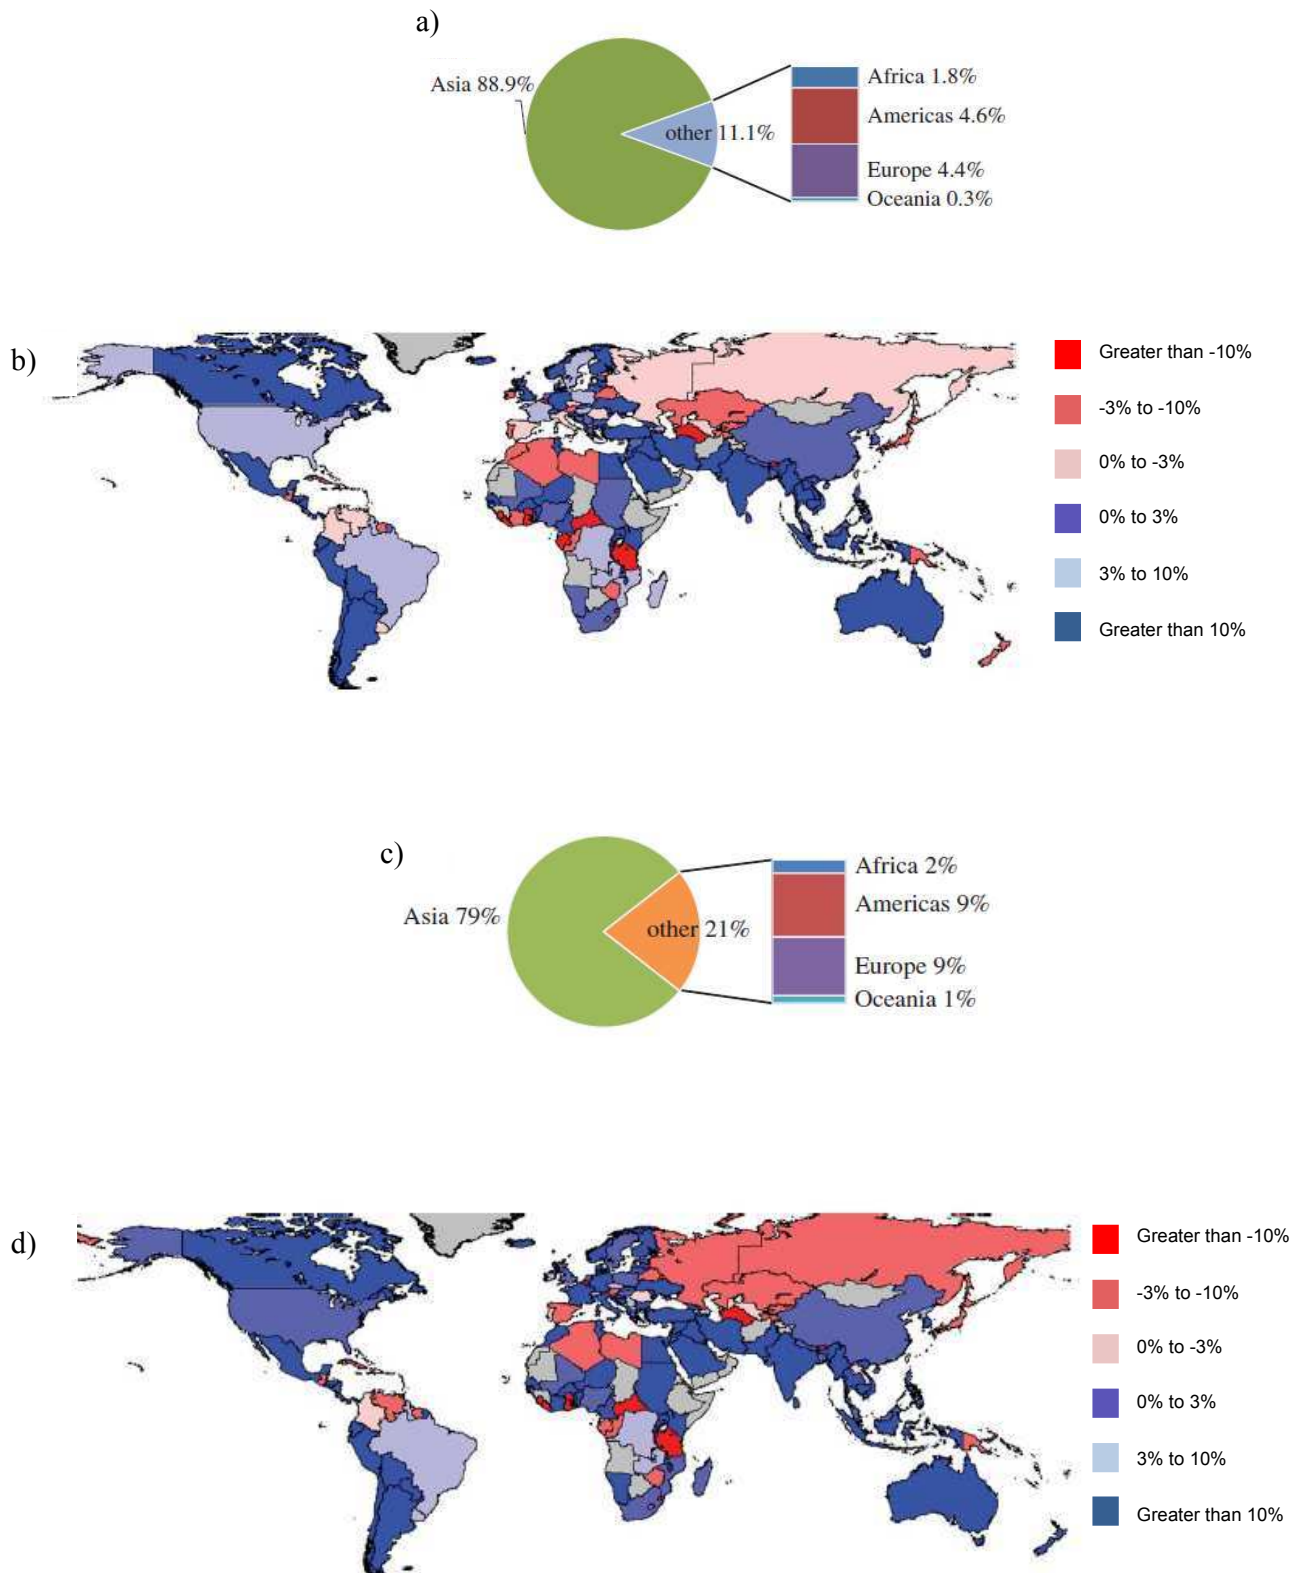 a)
Asia 88.9%
other 11.1%
Africa 1.8%
Americas 4.6%
Europe 4.4%
Oceania 0.3%
b)
Greater than -10%
-3% to -10%
0% to -3%
0% to 3%
3% to 10%
Greater than 10%
c)
Asia 79%
other 21%
Africa 2%
Americas 9%
Europe 9%
Oceania 1%
d)
Greater than -10%
-3% to -10%
0% to -3%
0% to 3%
3% to 10%
Greater than 10%